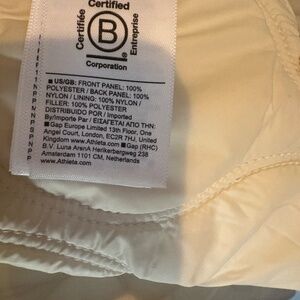 Certified
Certifiée
B
Entreprise
Corporation
■ US/GB: FRONT PANEL: 100%
POLYESTER / BACK PANEL: 100%
NYLON / LINING: 100% NYLON /
FILLER: 100% POLYESTER
DISTRIBUIDO POR / Imported
By/Importé Par / ΕΙΣΑΓΕΤΑΙ ΑΠΟ ΤΗΝ:
■ Gap Europe Limited 13th Floor, One
Angel Court, London, EC2R 7HJ, United
Kingdom www.Athleta.com ■ Gap (RHC)
B.V. Luna ArenA Herikerbergweg 238
Amsterdam 1101 CM, Netherlands
www.Athleta.com